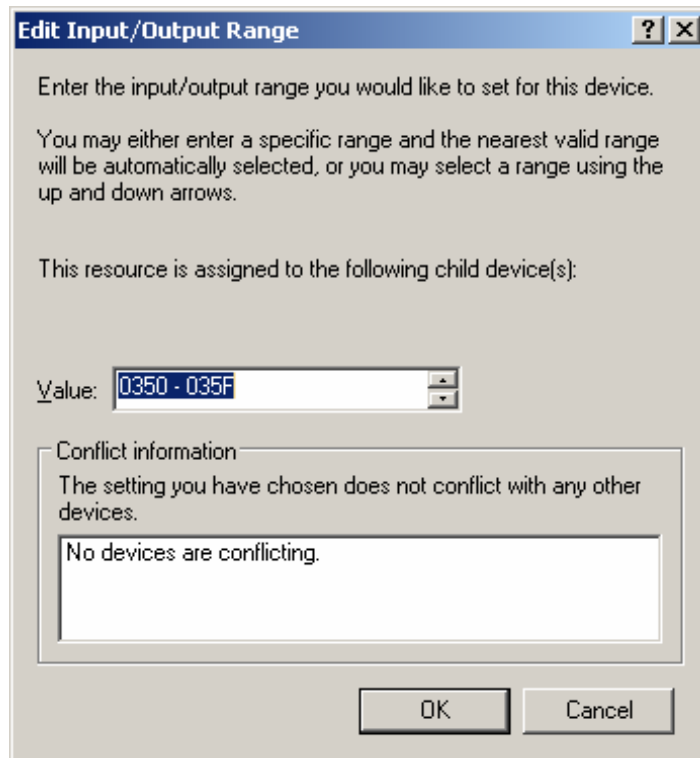 Edit Input/Output Range
Enter the input/output range you would like to set for this device.
You may either enter a specific range and the nearest valid range
will be automatically selected, or you may select a range using the
up and down arrows.
This resource is assigned to the following child device(s):
Value: 0350 - 035F
Conflict information
The setting you have chosen does not conflict with any other
devices.
No devices are conflicting.
OK Cancel